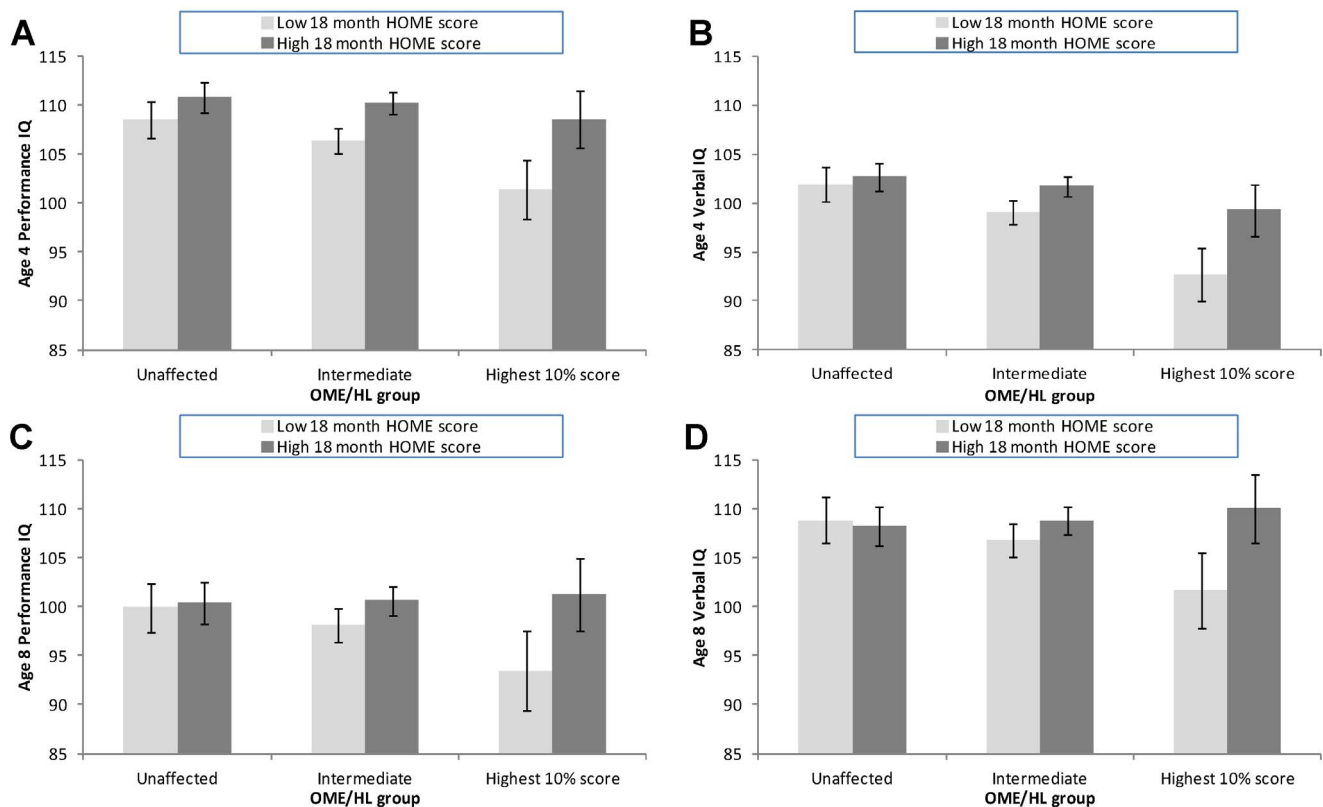 A
Low 18 month HOME score
High 18 month HOME score
115
110
105
100
95
90
85
Age 4 Performance IQ
Unaffected
Intermediate
Highest 10% score
OME/HL group
B
Low 18 month HOME score
High 18 month HOME score
115
110
105
100
95
90
85
Age 4 Verbal IQ
Unaffected
Intermediate
Highest 10% score
OME/HL group
C
Low 18 month HOME score
High 18 month HOME score
115
110
105
100
95
90
85
Age 8 Performance IQ
Unaffected
Intermediate
Highest 10% score
OME/HL group
D
Low 18 month HOME score
High 18 month HOME score
115
110
105
100
95
90
85
Age 8 Verbal IQ
Unaffected
Intermediate
Highest 10% score
OME/HL group